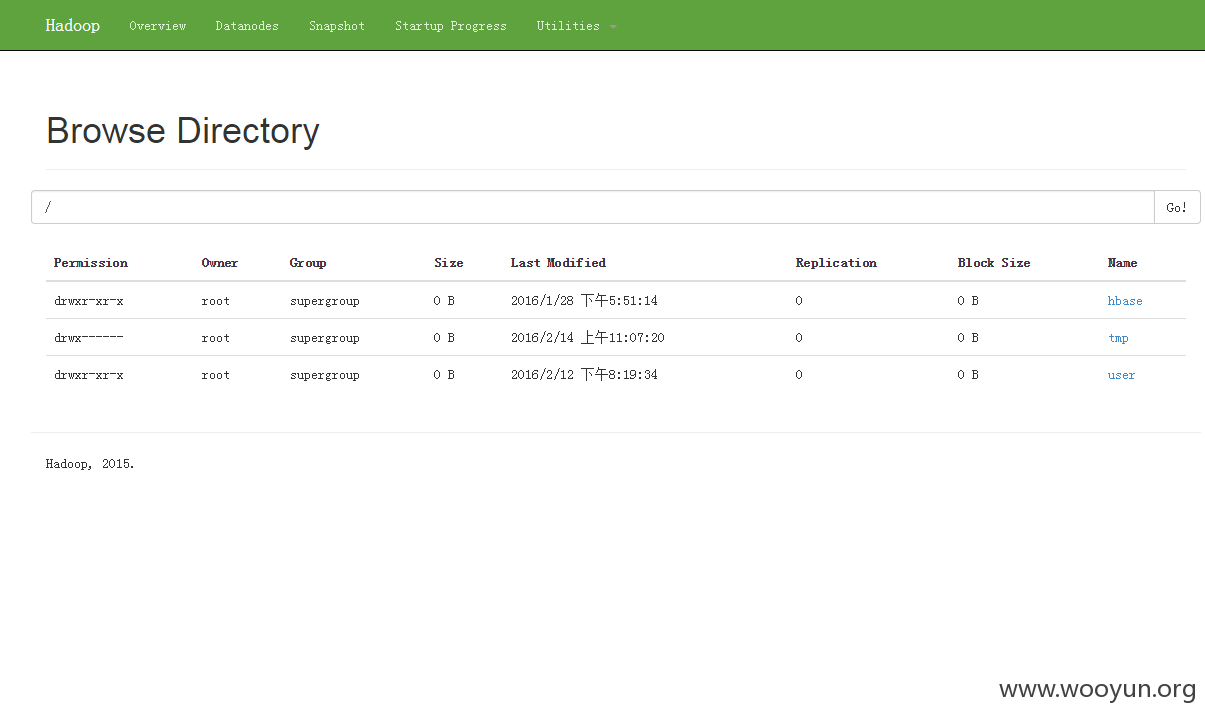 Hadoop Overview Datanodes Snapshot Startup Progress Utilities
Browse Directory
/ Go!
Permission Owner Group Size Last Modified Replication Block Size Name
drwxr-xr-x root supergroup 0 B 2016/1/28 下午5:51:14 0 0 B hbase
drwx------ root supergroup 0 B 2016/2/14 上午11:07:20 0 0 B tmp
drwxr-xr-x root supergroup 0 B 2016/2/12 下午8:19:34 0 0 B user
Hadoop, 2015.
www.wooyun.org